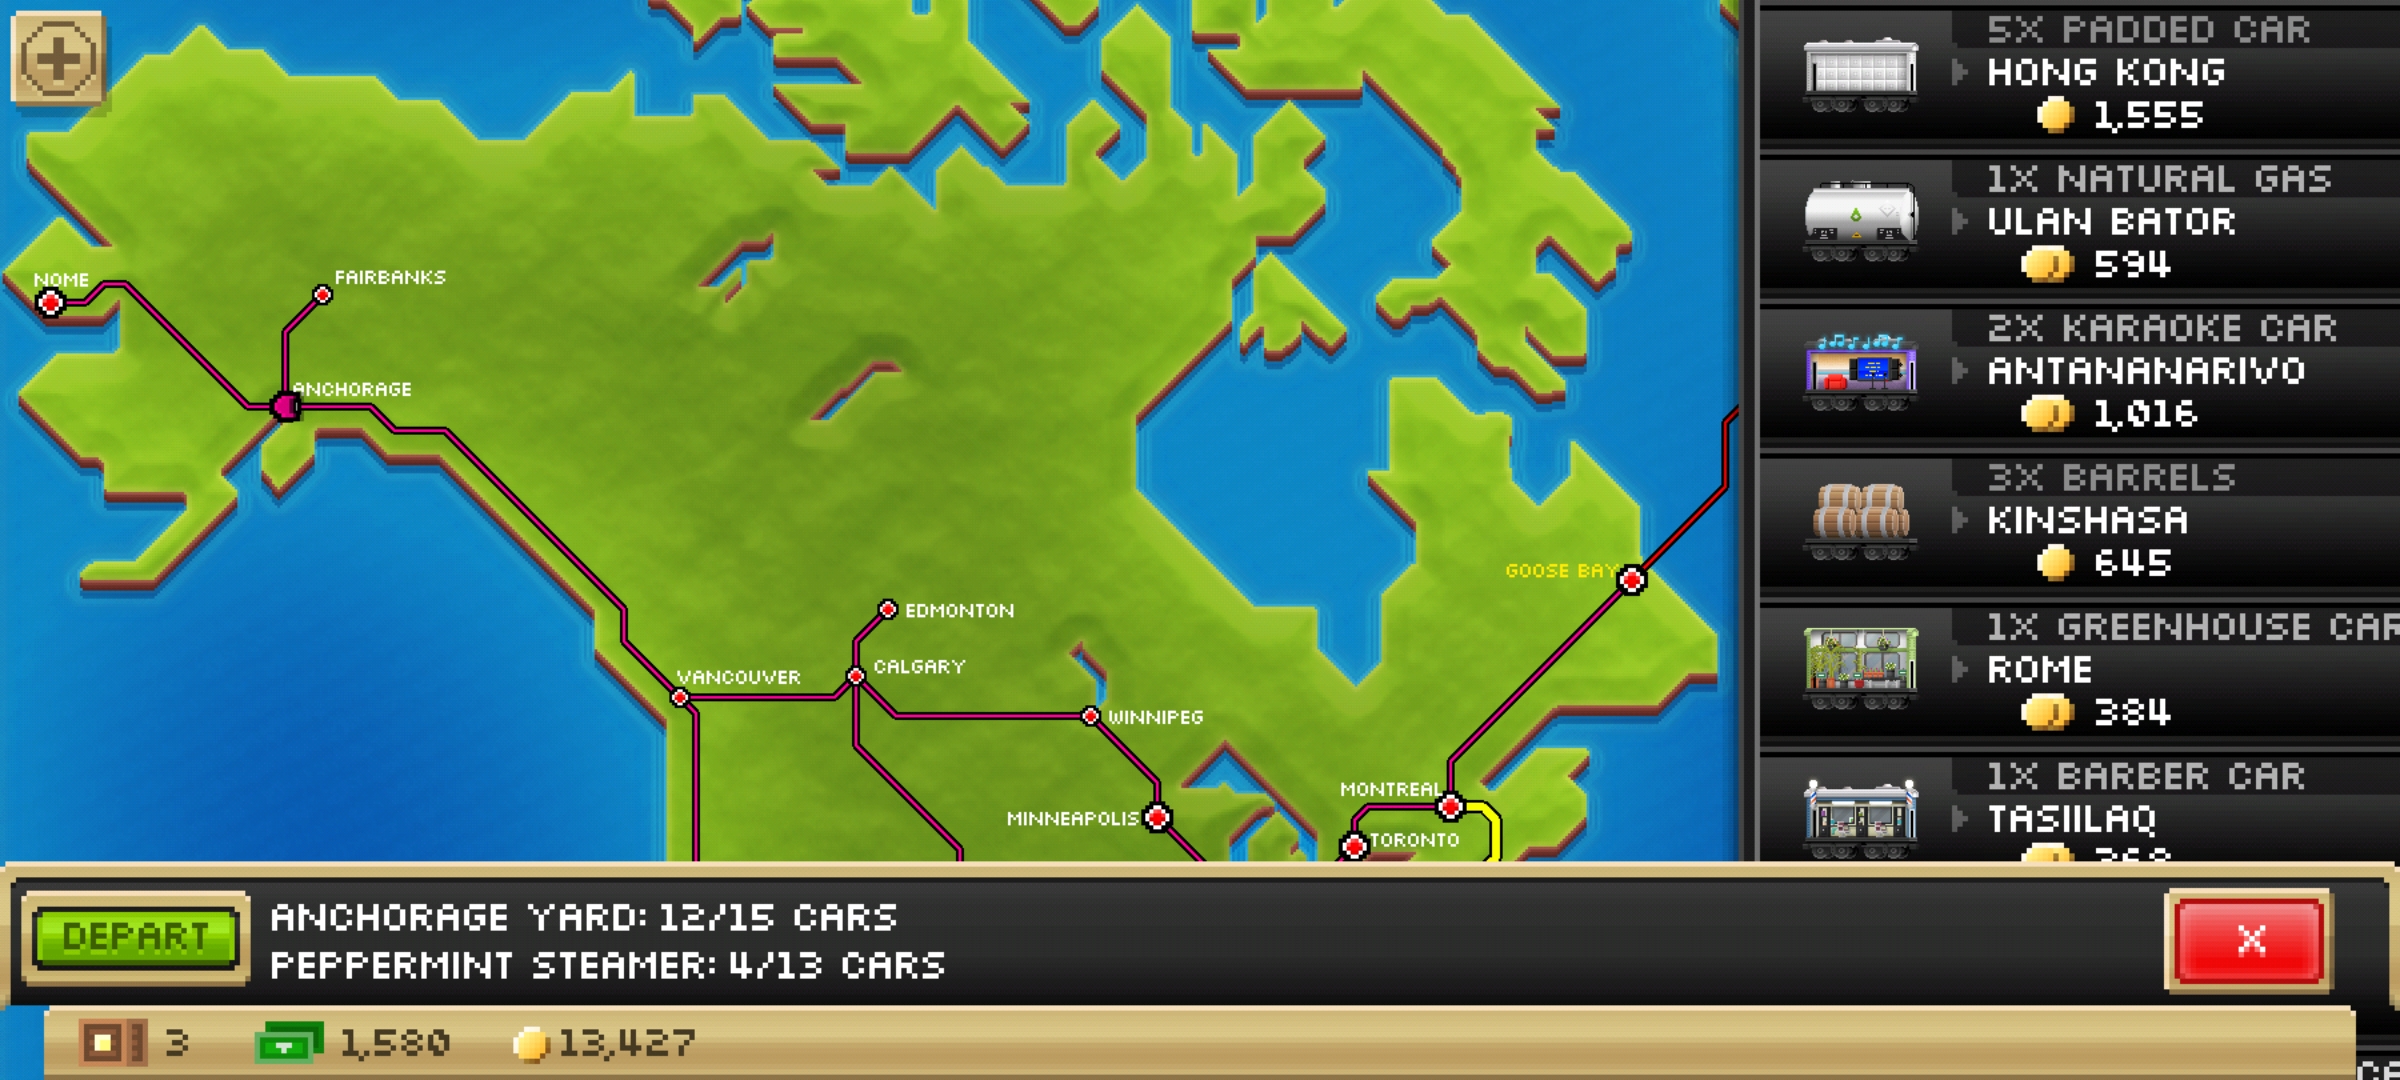 NOME
FAIRBANKS
ANCHORAGE
EDMONTON
VANCOUVER
CALGARY
WINNIPEG
MINNEAPOLIS
GOOSE BAY
MONTREAL
TORONTO
5X PADDED CAR
HONG KONG
1,555
1X NATURAL GAS
ULAN BATOR
594
2X KARAOKE CAR
ANTANANARIVO
1,016
3X BARRELS
KINSHASA
645
1X GREENHOUSE CAR
ROME
384
1X BARBER CAR
TASIILAQ
DEPART
ANCHORAGE YARD: 12/15 CARS
PEPPERMINT STEAMER: 4/13 CARS
X
3
1,580
13,427